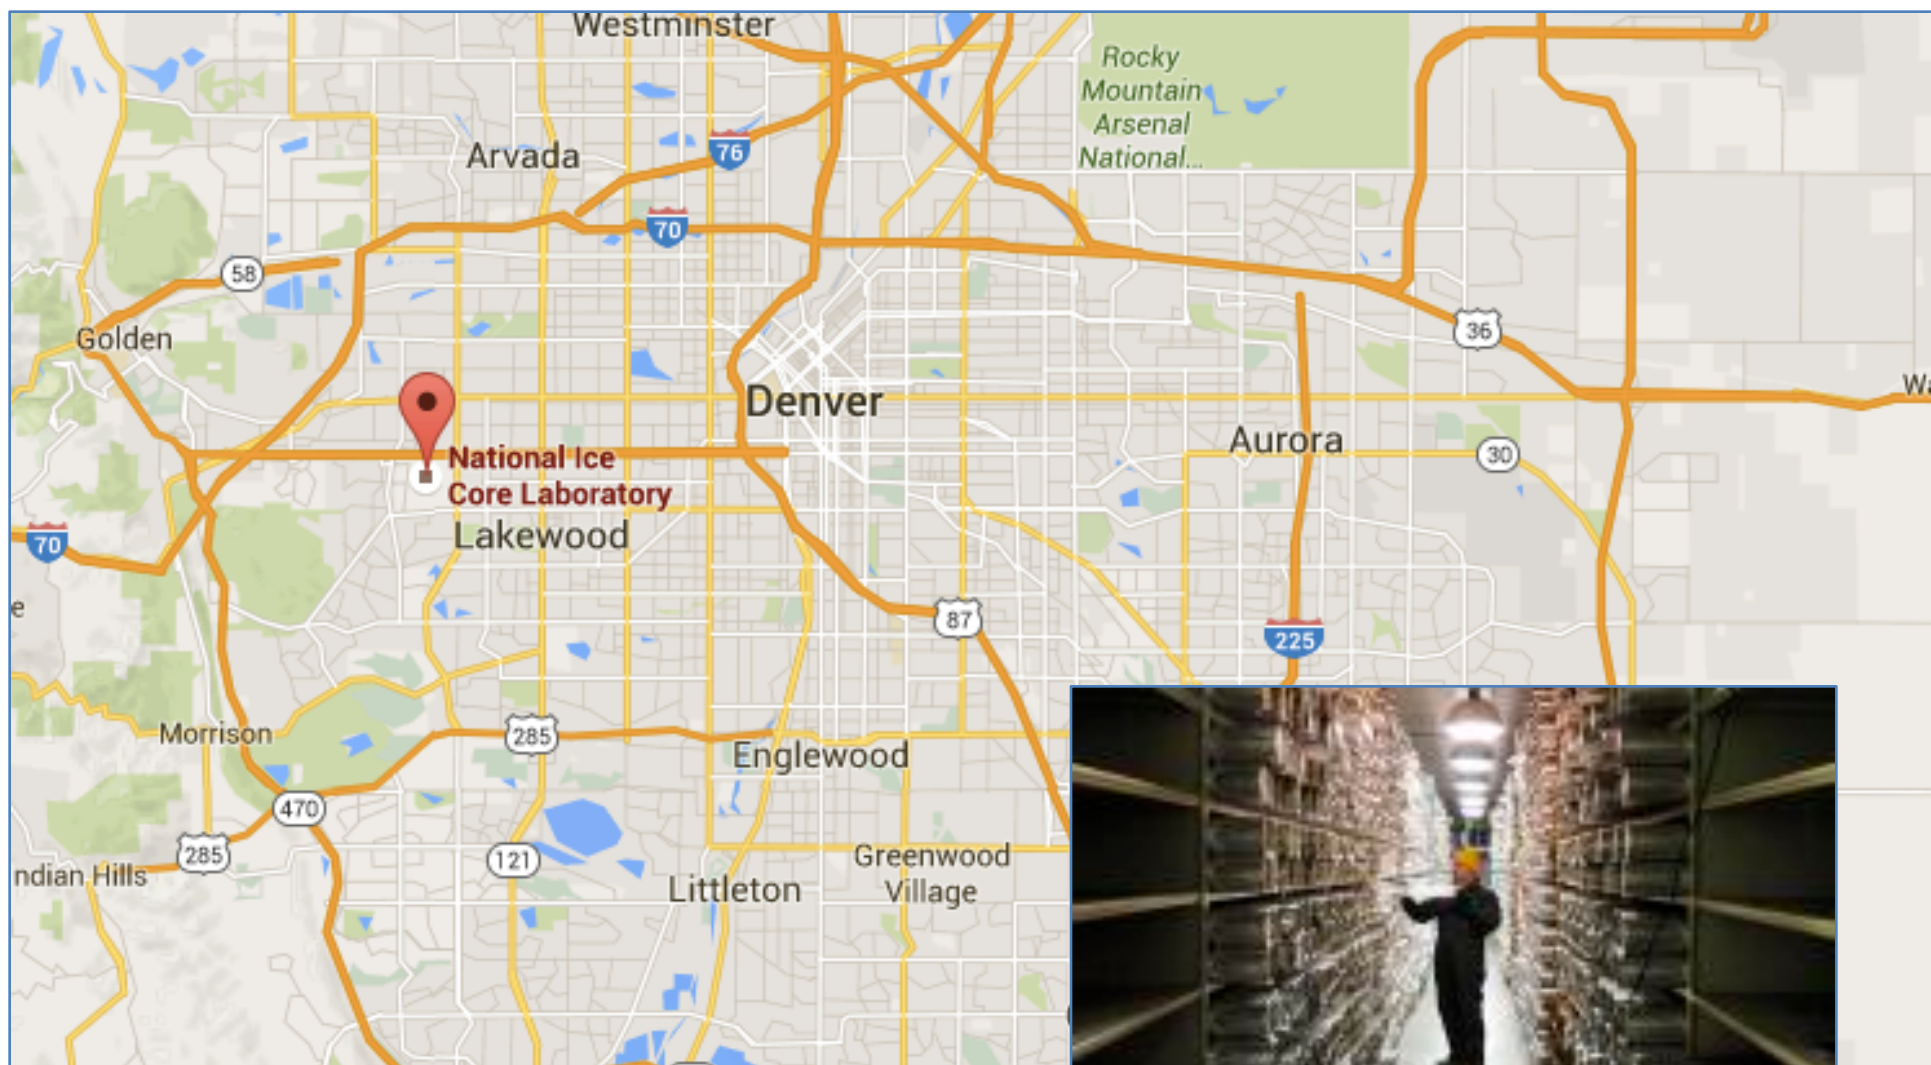 Westminster
Rocky
Mountain
Arsenal
National...
Arvada
76
70
58
Golden
36
Denver
Wa
Aurora
National Ice
Core Laboratory
30
Lakewood
70
e
87
225
Morrison
285
Englewood
470
285
121
Greenwood
Village
ndian Hills
Littleton